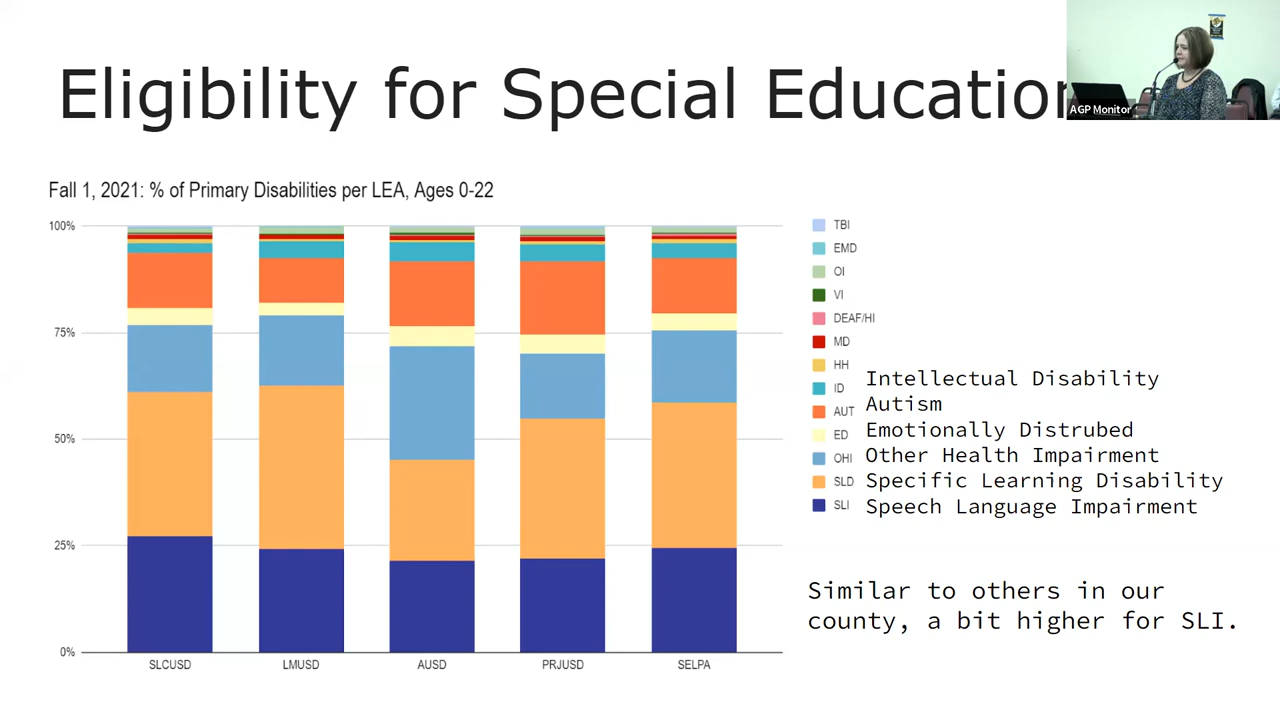 Eligibility for Special Education
AGP Monitor
Fall 1, 2021: % of Primary Disabilities per LEA, Ages 0-22
100%
75%
50%
25%
0%
SLCUSD
LMUSD
AUSD
PRJUSD
SELPA
TBI
EMD
OI
VI
DEAF/HI
MD
HH
ID Intellectual Disability
AUT Autism
ED Emotionally Distrubed
OHI Other Health Impairment
SLD Specific Learning Disability
SLI Speech Language Impairment
Similar to others in our
county, a bit higher for SLI.